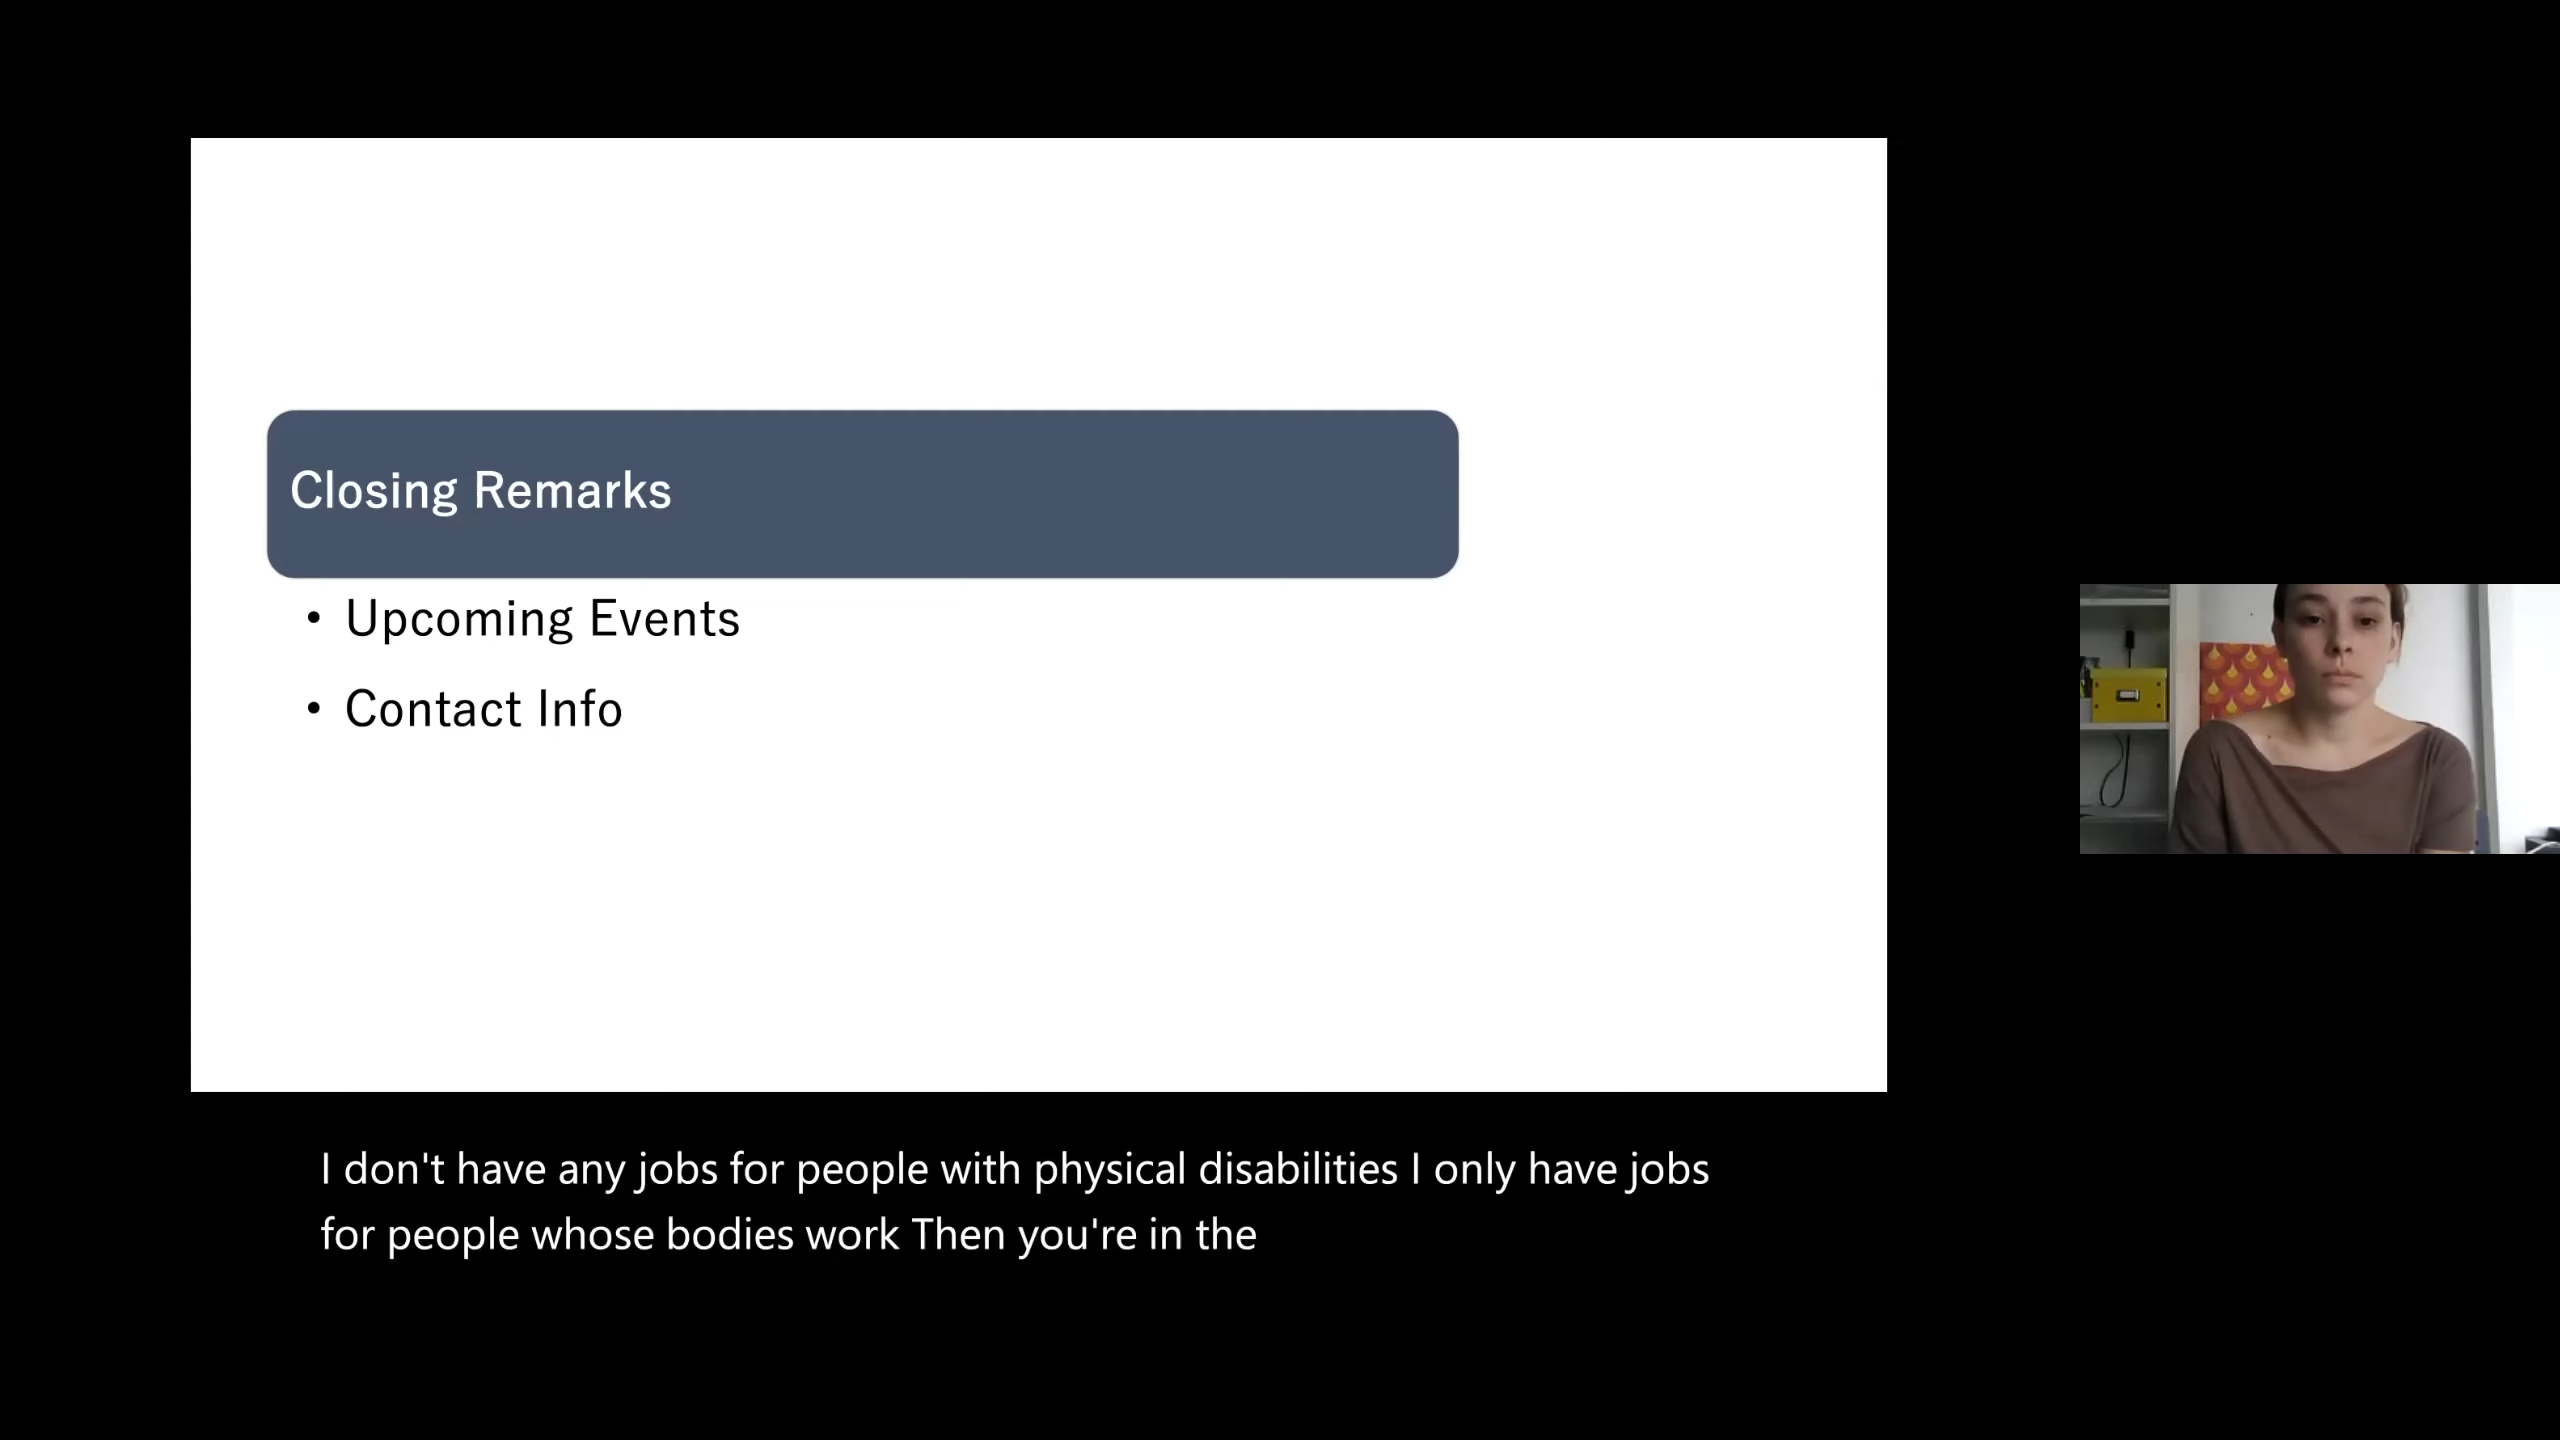 Closing Remarks
• Upcoming Events
• Contact Info
I don't have any jobs for people with physical disabilities I only have jobs
for people whose bodies work Then you're in the